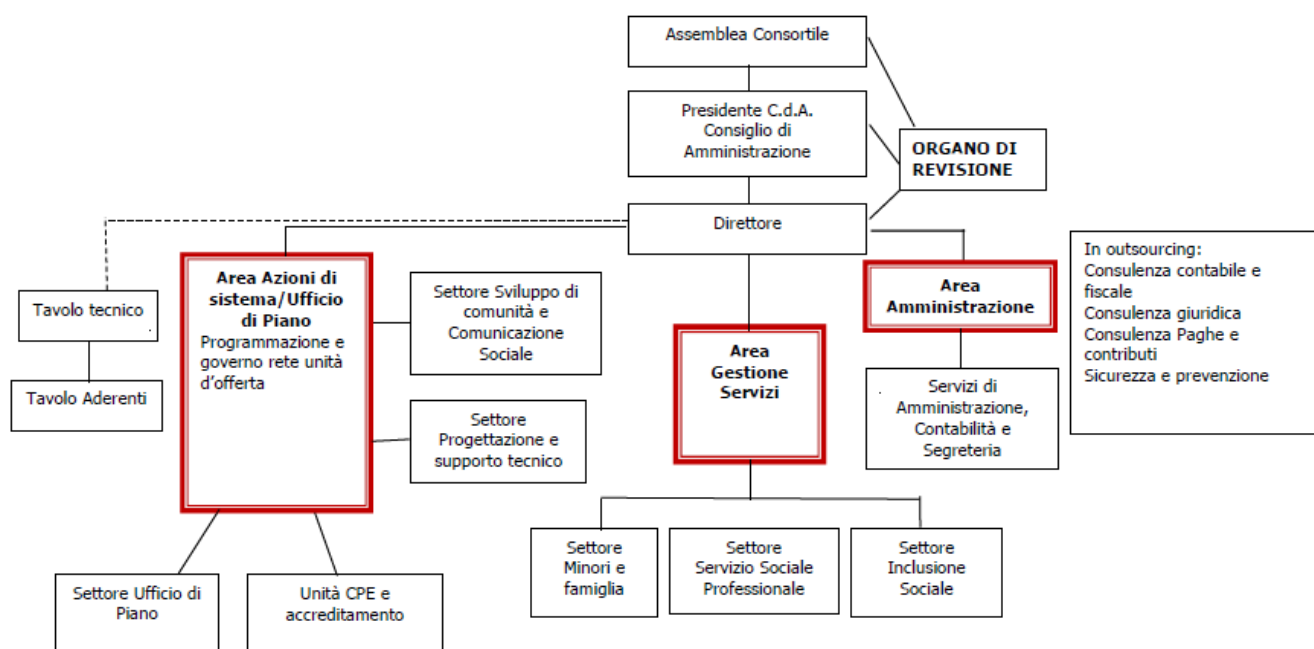 Assemblea Consortile
Presidente C.d.A.
Consiglio di
Amministrazione
ORGANO DI
REVISIONE
Direttore
Area Azioni di
sistema/Ufficio
di Piano
Programmazione e
governo rete unità
d'offerta
Tavolo tecnico
Tavolo Aderenti
Settore Sviluppo di
comunità e
Comunicazione
Sociale
Settore
Progettazione e
supporto tecnico
Settore Ufficio di
Piano
Unità CPE e
accreditamento
Area
Gestione
Servizi
Settore
Minori e
famiglia
Settore
Servizio Sociale
Professionale
Settore
Inclusione
Sociale
Area
Amministrazione
Servizi di
Amministrazione,
Contabilità e
Segreteria
In outsourcing:
Consulenza contabile e
fiscale
Consulenza giuridica
Consulenza Paghe e
contributi
Sicurezza e prevenzione